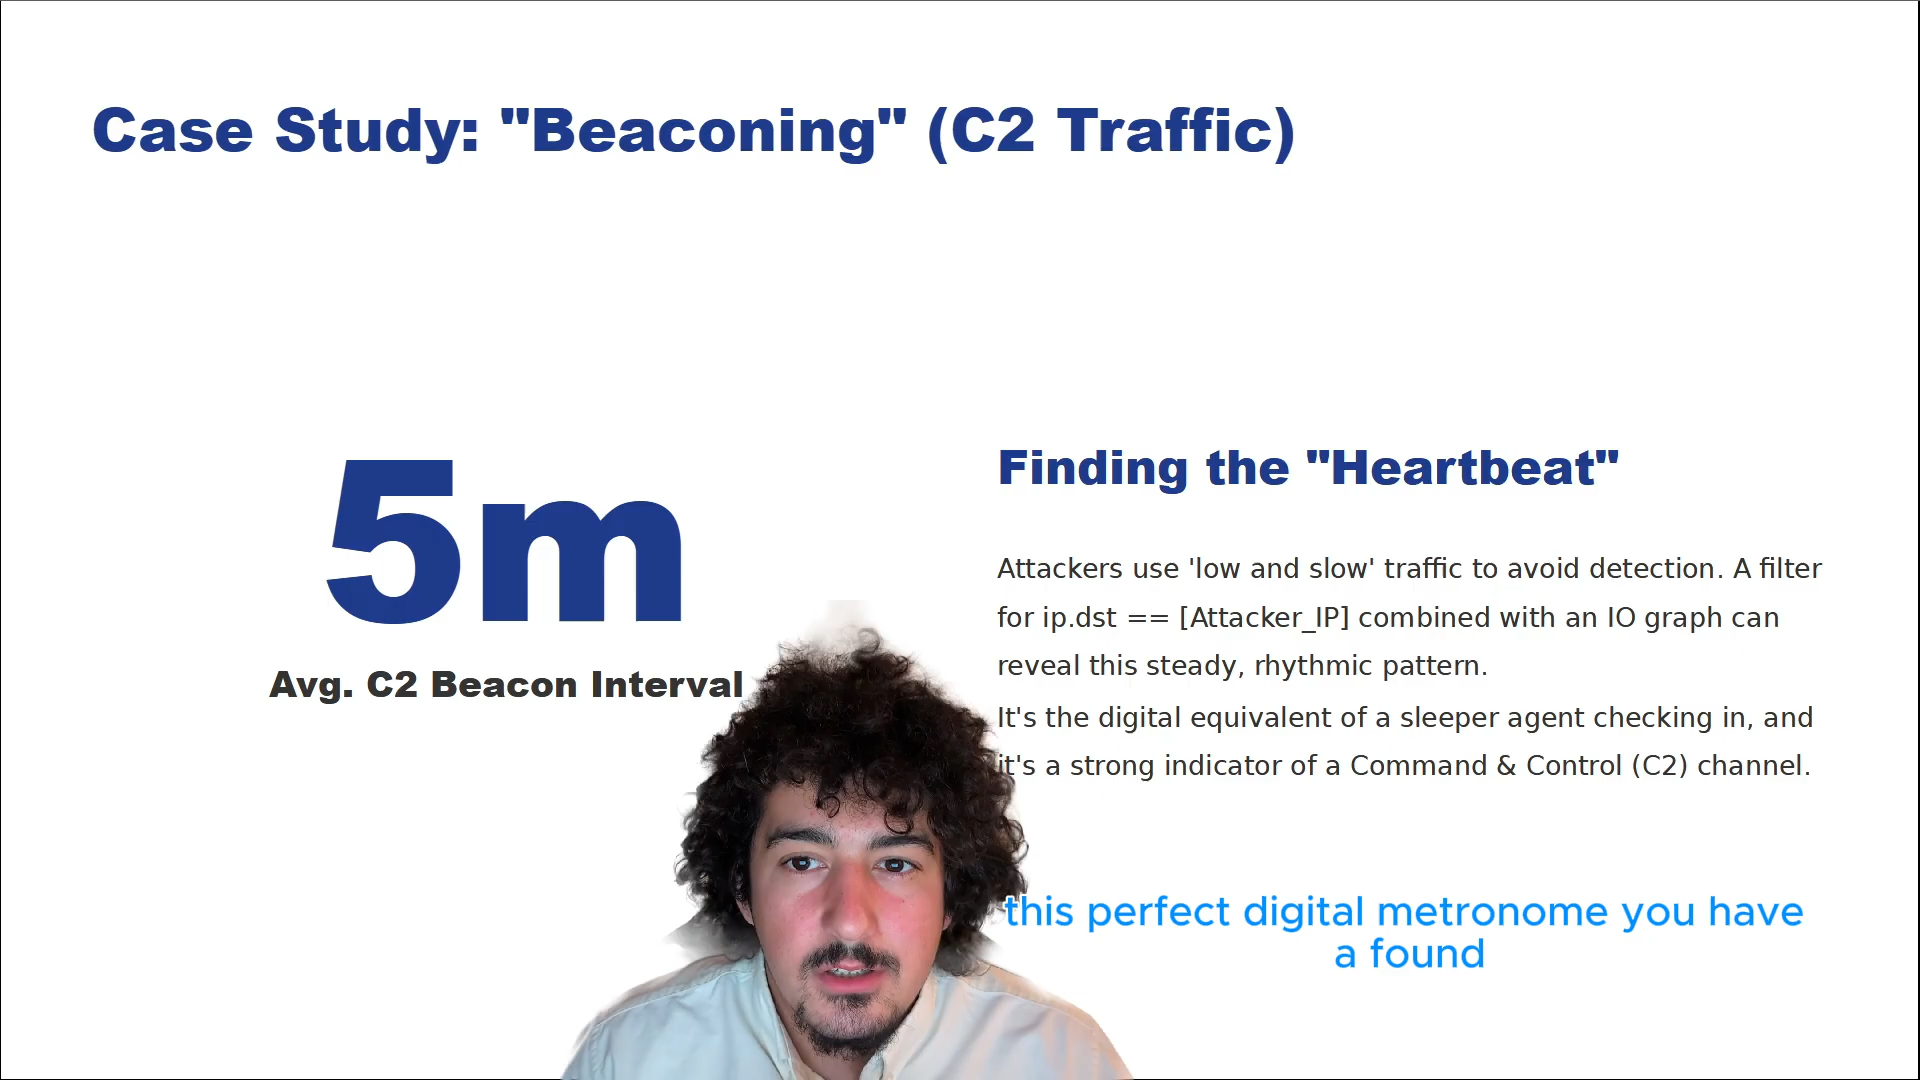 Case Study: "Beaconing" (C2 Traffic)
5m
Avg. C2 Beacon Interval
Finding the "Heartbeat"
Attackers use 'low and slow' traffic to avoid detection. A filter
for ip.dst == [Attacker_IP] combined with an IO graph can
reveal this steady, rhythmic pattern.
It's the digital equivalent of a sleeper agent checking in, and
it's a strong indicator of a Command & Control (C2) channel.
this perfect digital metronome you have
a found